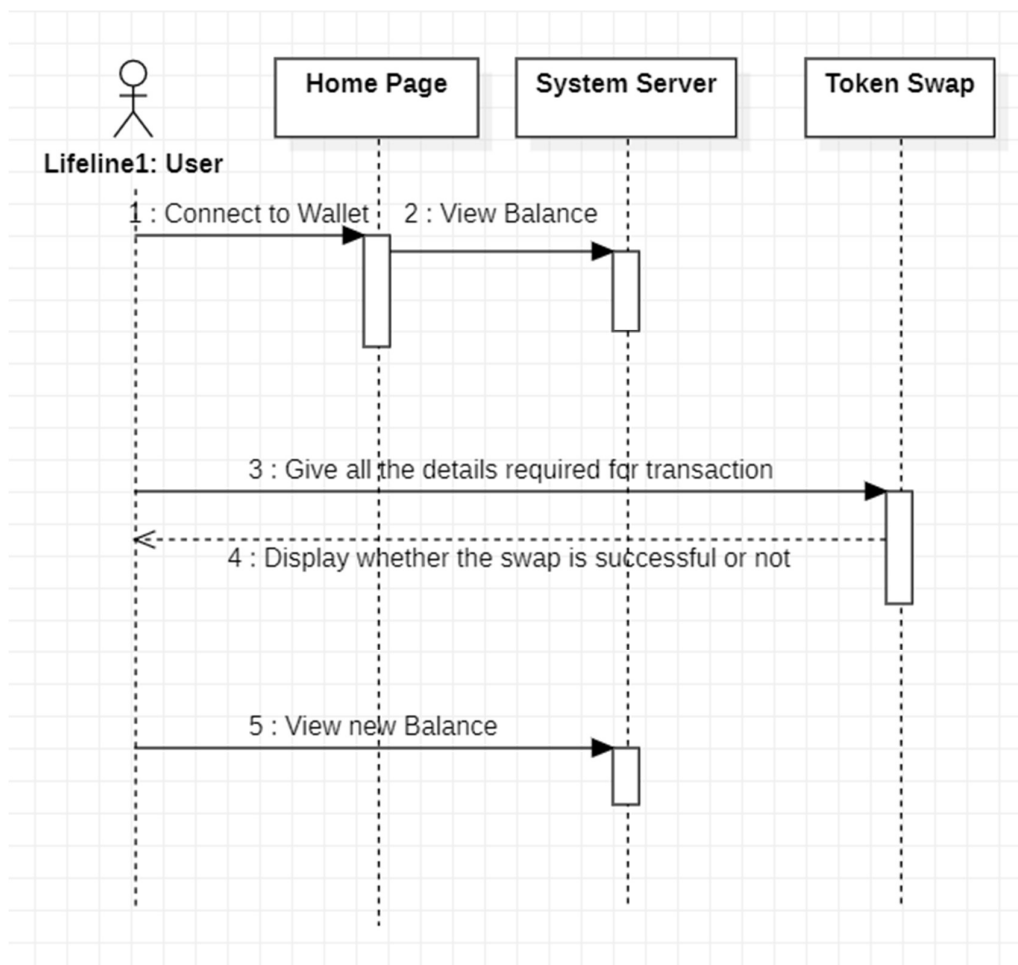 Home Page
System Server
Token Swap
Lifeline1: User
1 : Connect to Wallet
2 : View Balance
3 : Give all the details required for transaction
4 : Display whether the swap is successful or not
5 : View new Balance